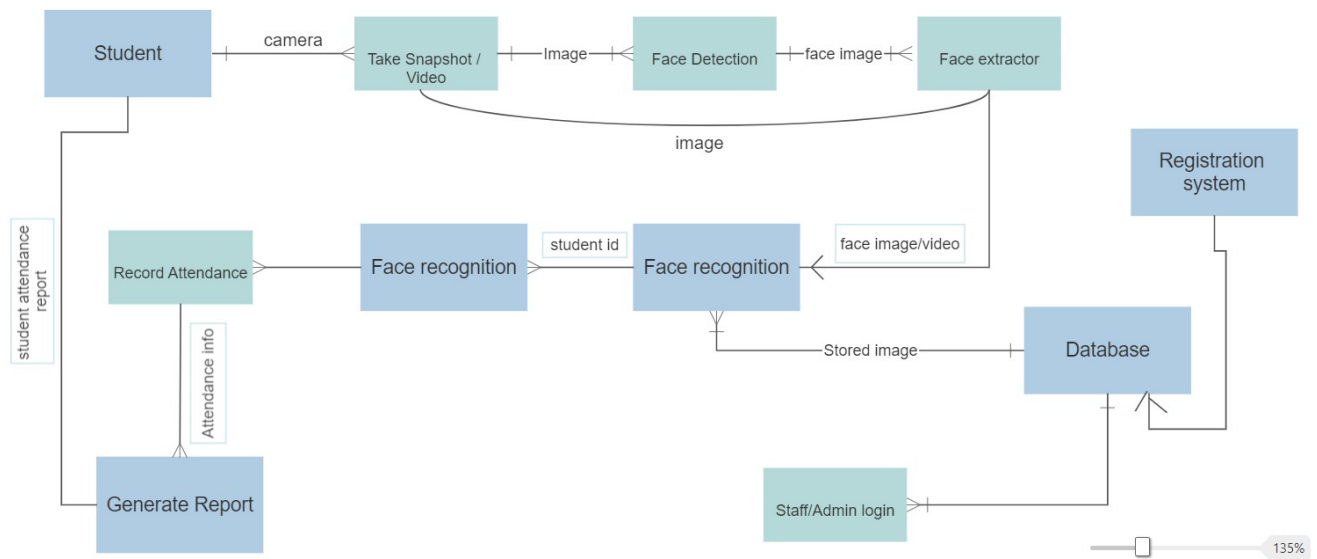 Student
camera
Take Snapshot /
Video
Image
Face Detection
face image
Face extractor
image
Registration
system
student attendance
report
Record Attendance
Face recognition
student id
Face recognition
face image/video
Attendance info
Stored image
Database
Generate Report
Staff/Admin login
135%